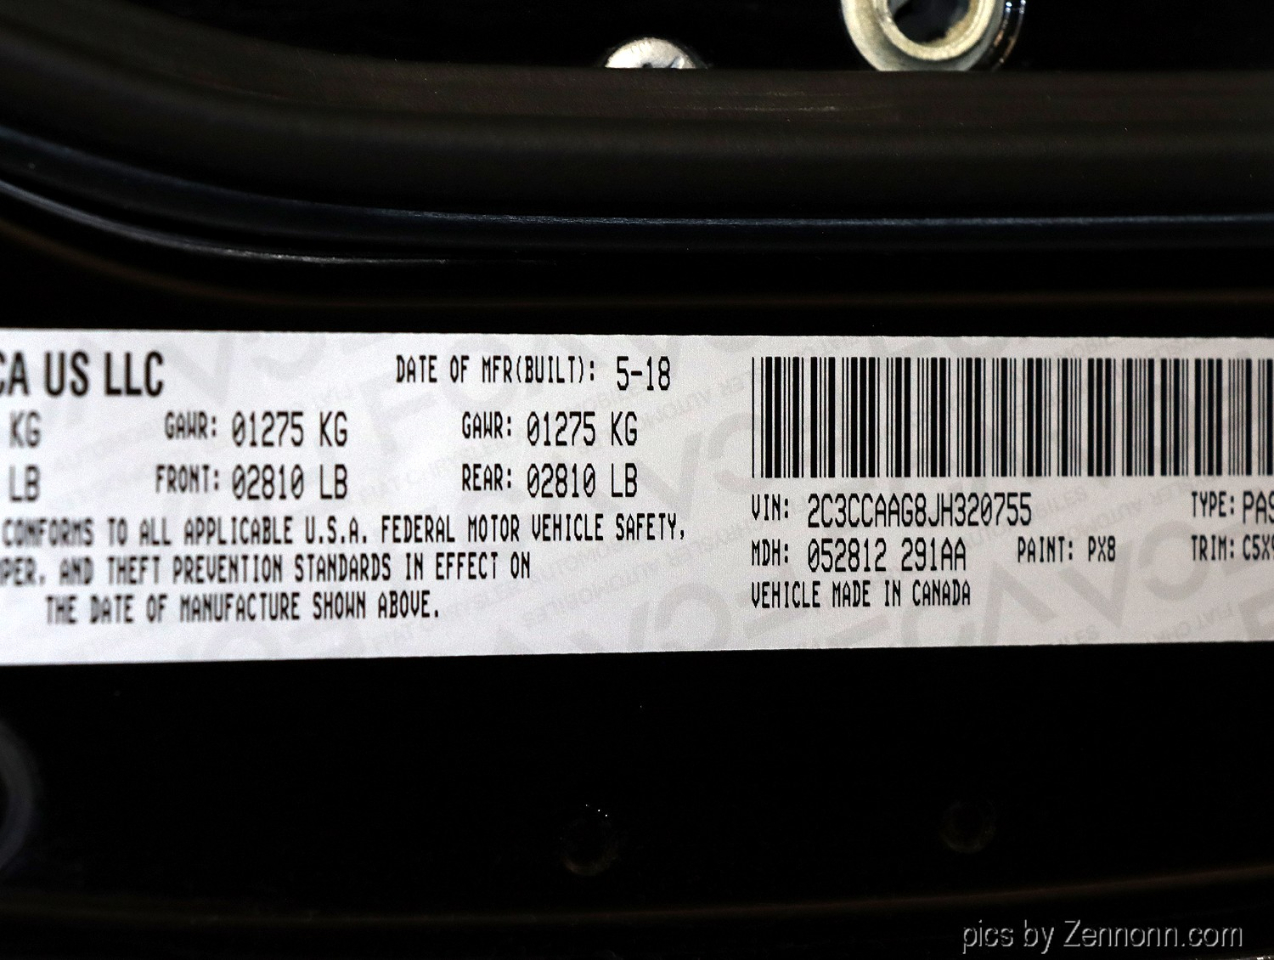 CA US LLC DATE OF MFR(BUILT): 5-18
KG GAWR: 01275 KG GAWR: 01275 KG
LB FRONT: 02810 LB REAR: 02810 LB
CONFORMS TO ALL APPLICABLE U.S.A. FEDERAL MOTOR VEHICLE SAFETY,
PER, AND THEFT PREVENTION STANDARDS IN EFFECT ON
THE DATE OF MANUFACTURE SHOWN ABOVE.
VIN: 2C3CCAAG8JH320755 TYPE: PAS
MDH: 052812 291AA PAINT: PX8 TRIM: C5X9
VEHICLE MADE IN CANADA
pics by Zennonn.com